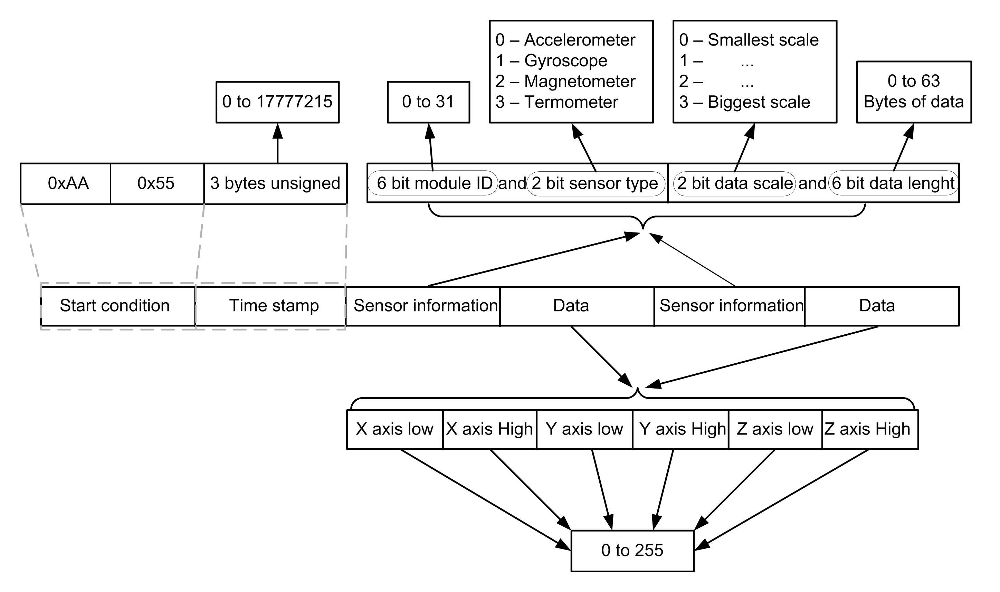 0 – Accelerometer
1 – Gyroscope
2 – Magnetometer
3 – Termometer
0 – Smallest scale
1 – ...
2 – ...
3 – Biggest scale
0 to 63
Bytes of data
0 to 17777215
0 to 31
0xAA
0x55
3 bytes unsigned
6 bit module ID and 2 bit sensor type
2 bit data scale and 6 bit data lenght
Start condition
Time stamp
Sensor information
Data
Sensor information
Data
X axis low
X axis High
Y axis low
Y axis High
Z axis low
Z axis High
0 to 255